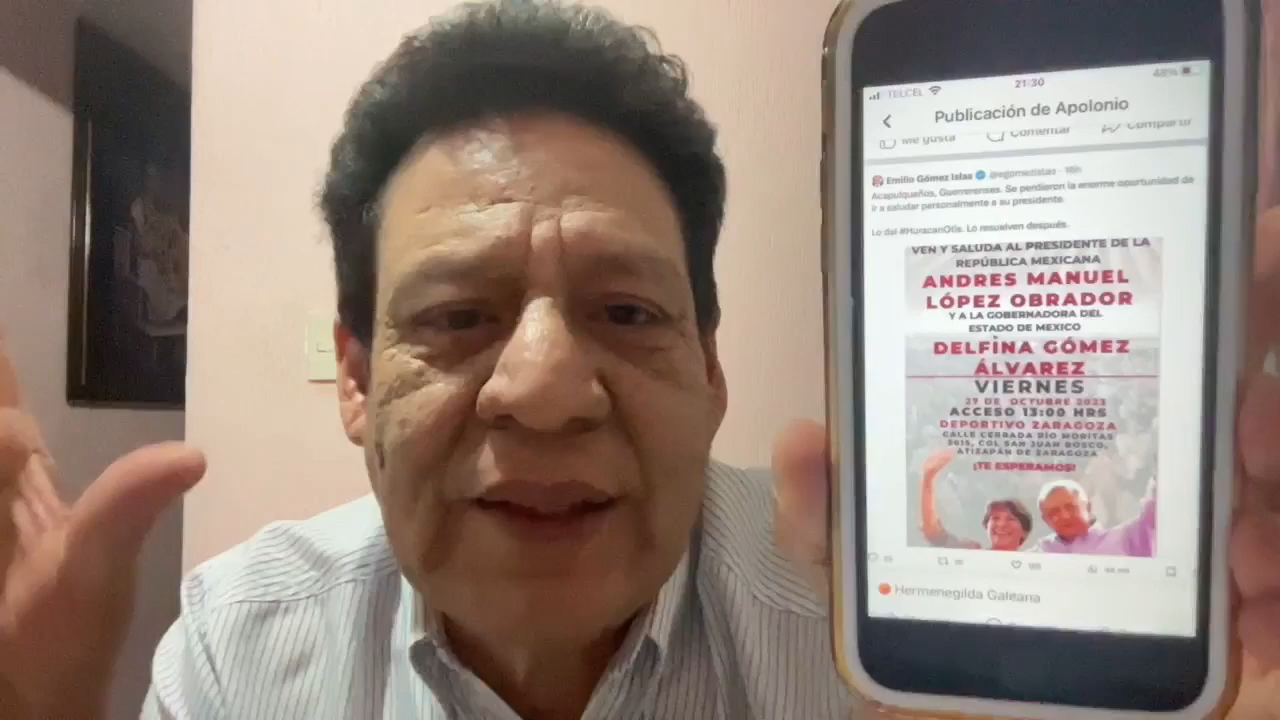 TELCEL
21:30
48%
Publicación de Apolonio
Me gusta
Comentar
Compartir
Emilio Gómez Islas @egomezislas · 16h
Acapulqueños, Guerrerenses. Se perdieron la enorme oportunidad de
ir a saludar personalmente a su presidente.
Lo dal #HuracanOtis. Lo resuelven después.
VEN Y SALUDA AL PRESIDENTE DE LA
REPÚBLICA MEXICANA
ANDRES MANUEL
LÓPEZ OBRADOR
Y A LA GOBERNADORA DEL
ESTADO DE MEXICO
DELFINA GÓMEZ
ÁLVAREZ
VIERNES
27 DE OCTUBRE 2023
ACCESO 13:00 HRS
DEPORTIVO ZARAGOZA
CALLE CERRADA RÍO MORITAS
COL SAN JUAN BOSCO,
ATIZAPÁN DE ZARAGOZA
¡TE ESPERAMOS!
Hermenegilda Galeana